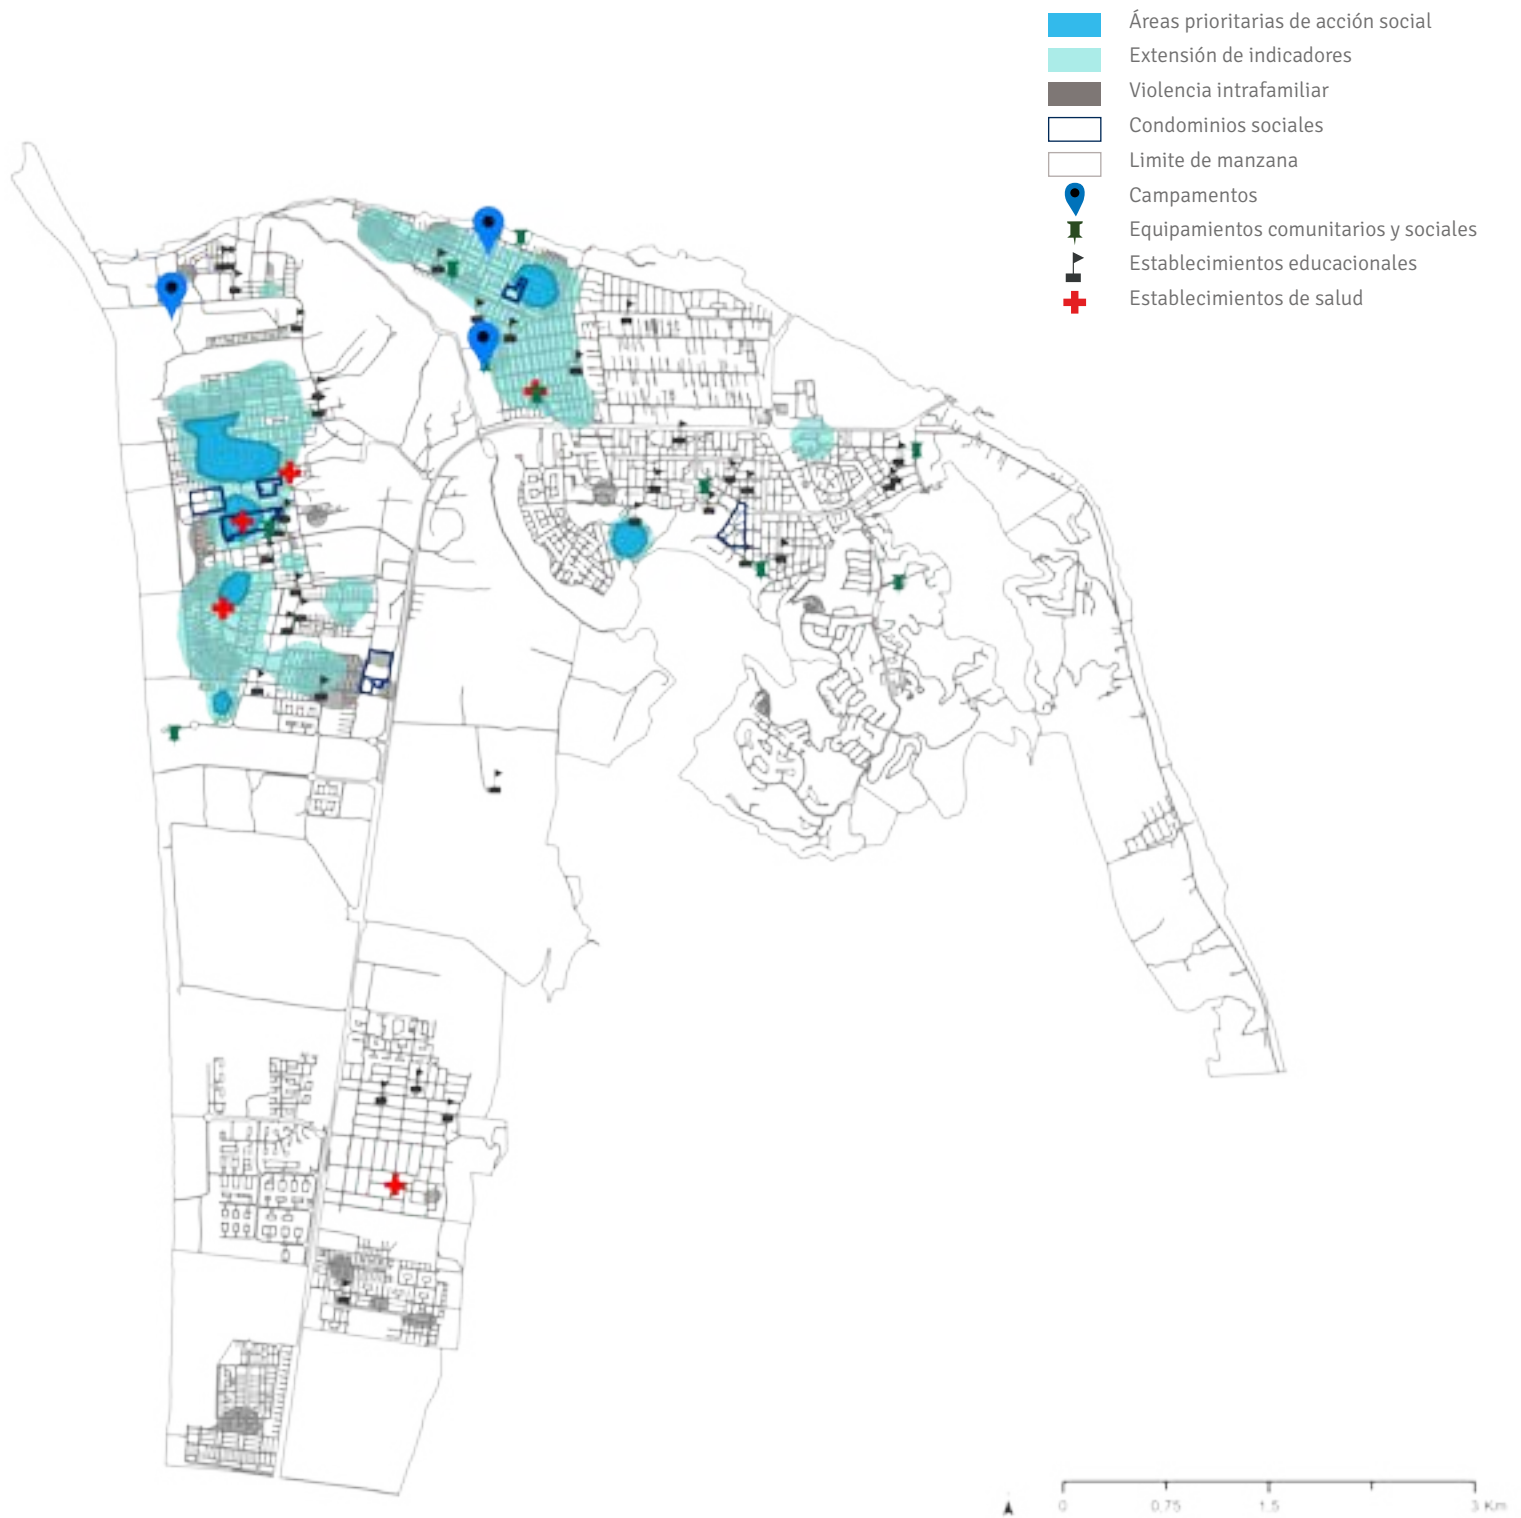 Áreas prioritarias de acción social
Extensión de indicadores
Violencia intrafamiliar
Condominios sociales
Limite de manzana
Campamentos
Equipamientos comunitarios y sociales
Establecimientos educacionales
Establecimientos de salud
0 0.75 1.5 3 Km